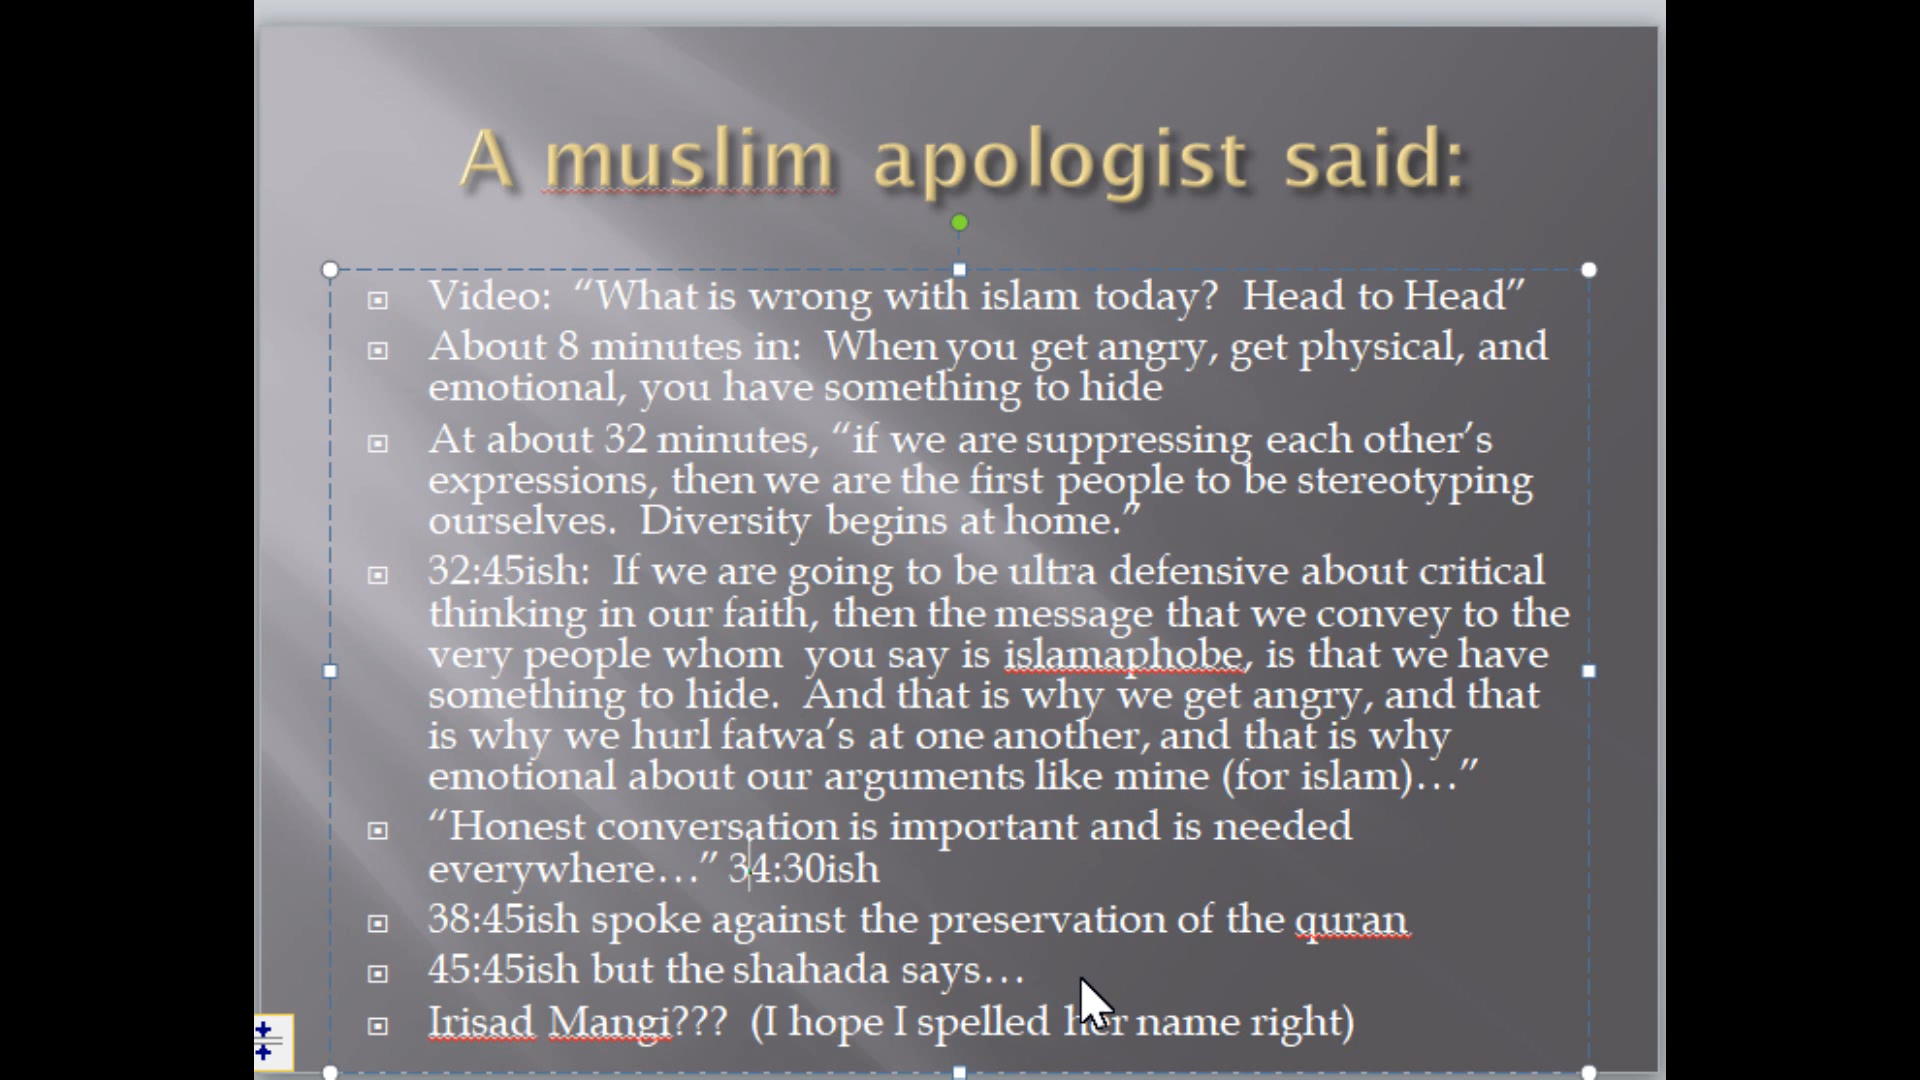 A muslim apologist said:
Video: “What is wrong with islam today? Head to Head”
About 8 minutes in: When you get angry, get physical, and
emotional, you have something to hide
At about 32 minutes, “if we are suppressing each other’s
expressions, then we are the first people to be stereotyping
ourselves. Diversity begins at home.”
32:45ish: If we are going to be ultra defensive about critical
thinking in our faith, then the message that we convey to the
very people whom you say is islamaphobe, is that we have
something to hide. And that is why we get angry, and that
is why we hurl fatwa’s at one another, and that is why
emotional about our arguments like mine (for islam)…”
“Honest conversation is important and is needed
everywhere…” 34:30ish
38:45ish spoke against the preservation of the quran
45:45ish but the shahada says…
Irisad Mangi??? (I hope I spelled her name right)